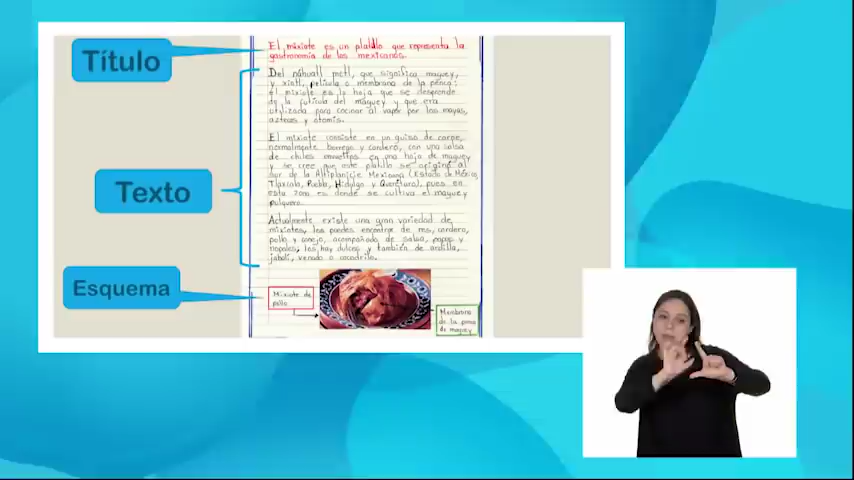 Título
El mixiote es un platillo que representa la
gastronomía de los mexicanos.
Texto
Del náhuatl metl, que significa maguey,
y xiotl, película o membrana de la penca;
el mixiote es la hoja que se desprende
de la cutícula del maguey y que era
utilizada para cocinar al vapor por los mayas,
aztecas y otomís.
El mixiote consiste en un guiso de carne,
normalmente borrego y cordero, con una salsa
de chiles envueltos en una hoja de maguey
y se cree que este platillo se originó al
sur de la Altiplanicie Mexicana (Estado de México,
Tlaxcala, Puebla, Hidalgo y Querétaro), pues en
esta zona es donde se cultiva el maguey
pulquero.
Actualmente existe una gran variedad de
mixiotes, los puedes encontrar de res, cordero,
pollo y conejo, acompañado de salsa, papas y
nopales; los hay dulces y también de ardilla,
jabalí, venado o cocodrilo.
Esquema
Mixiote de
pollo
Membrana
de la penca
de maguey